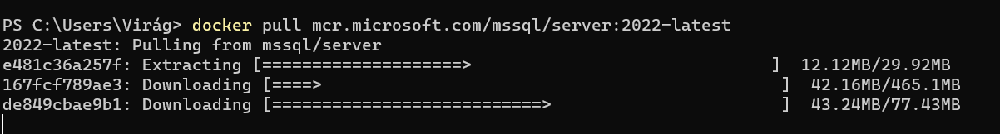 PS C:\Users\Virág> docker pull mcr.microsoft.com/mssql/server:2022-latest
2022-latest: Pulling from mssql/server
e481c36a257f: Extracting [====================>                              ]  12.12MB/29.92MB
167fcf789ae3: Downloading [====>                                              ]  42.16MB/465.1MB
de849cbae9b1: Downloading [===========================>                       ]  43.24MB/77.43MB